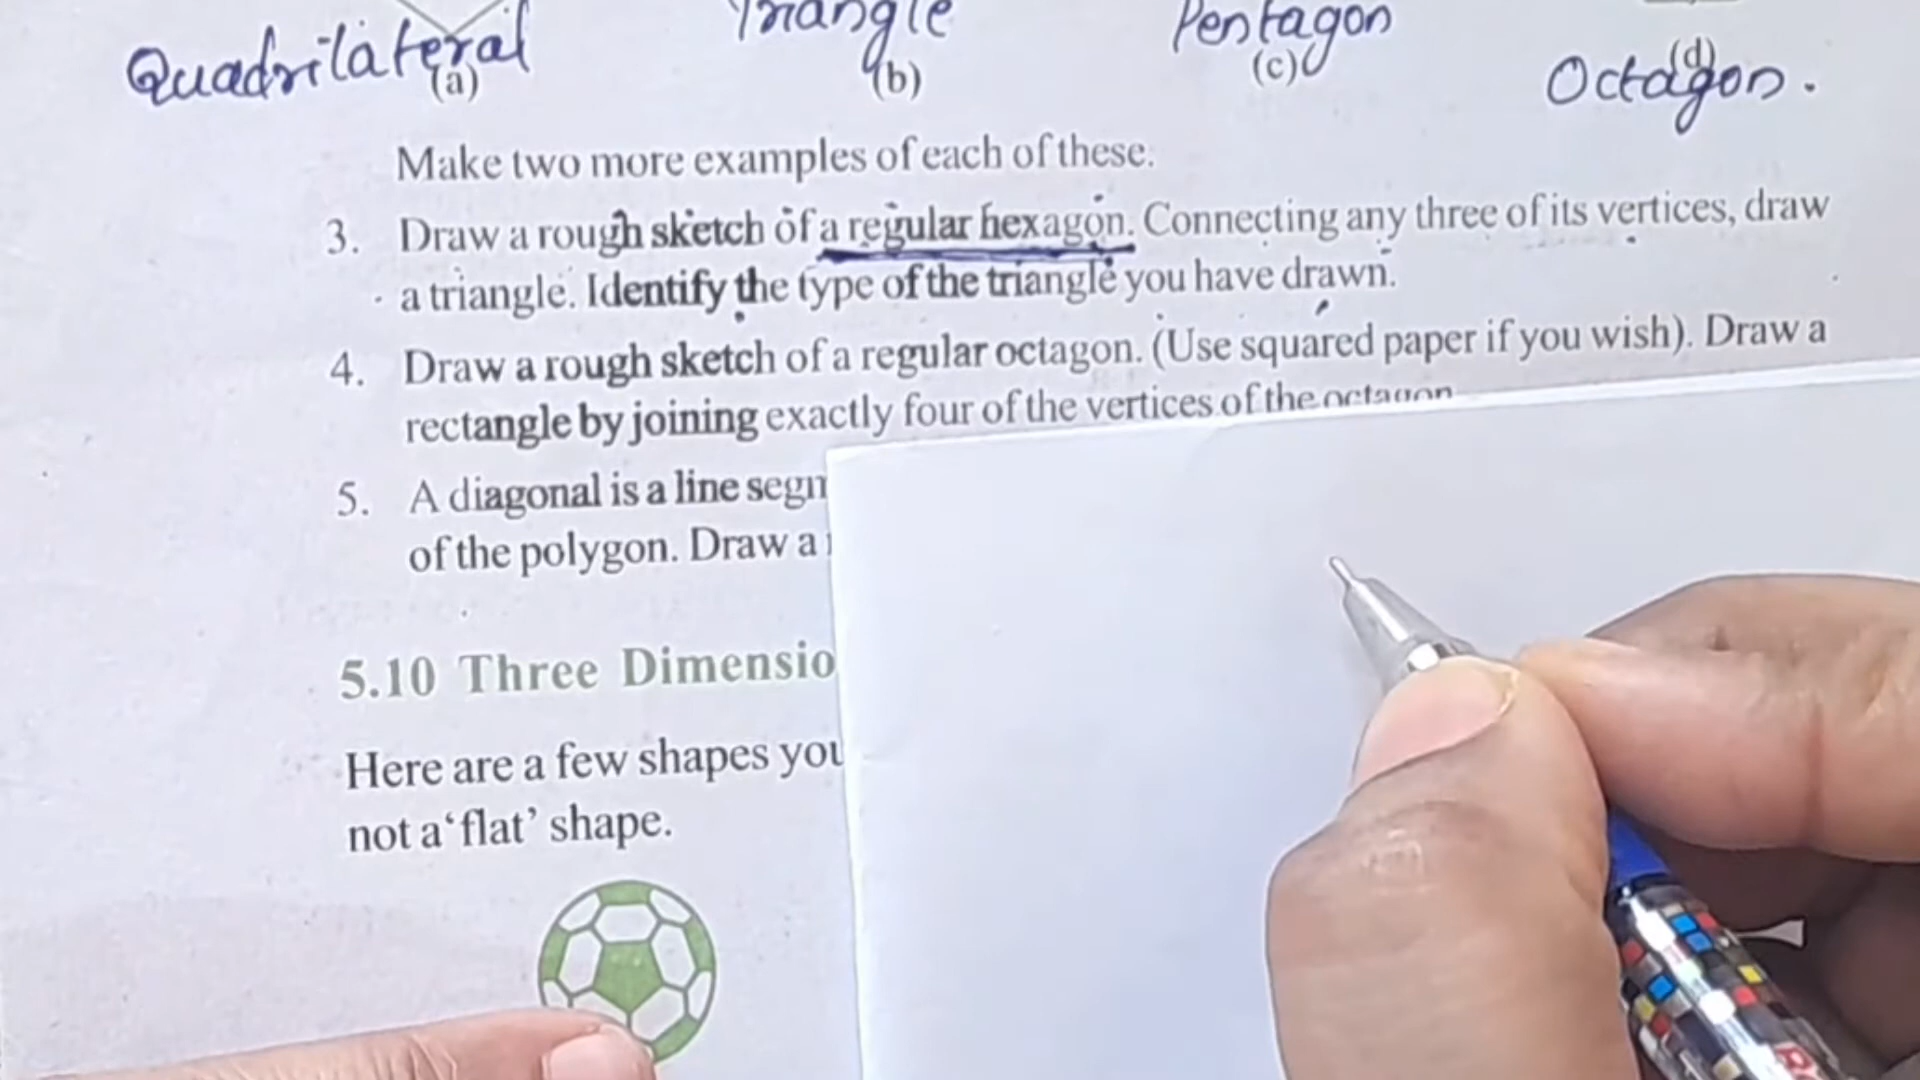 Quadrilateral Triangle Pentagon Octagon.
(a) (b) (c) (d)
Make two more examples of each of these.
3. Draw a rough sketch of a regular hexagon. Connecting any three of its vertices, draw
a triangle. Identify the type of the triangle you have drawn.
4. Draw a rough sketch of a regular octagon. (Use squared paper if you wish). Draw a
rectangle by joining exactly four of the vertices of the octagon
5. A diagonal is a line
of the polygon. Draw a
5.10 Three
Here are a few shapes
not a ‘flat’ shape.